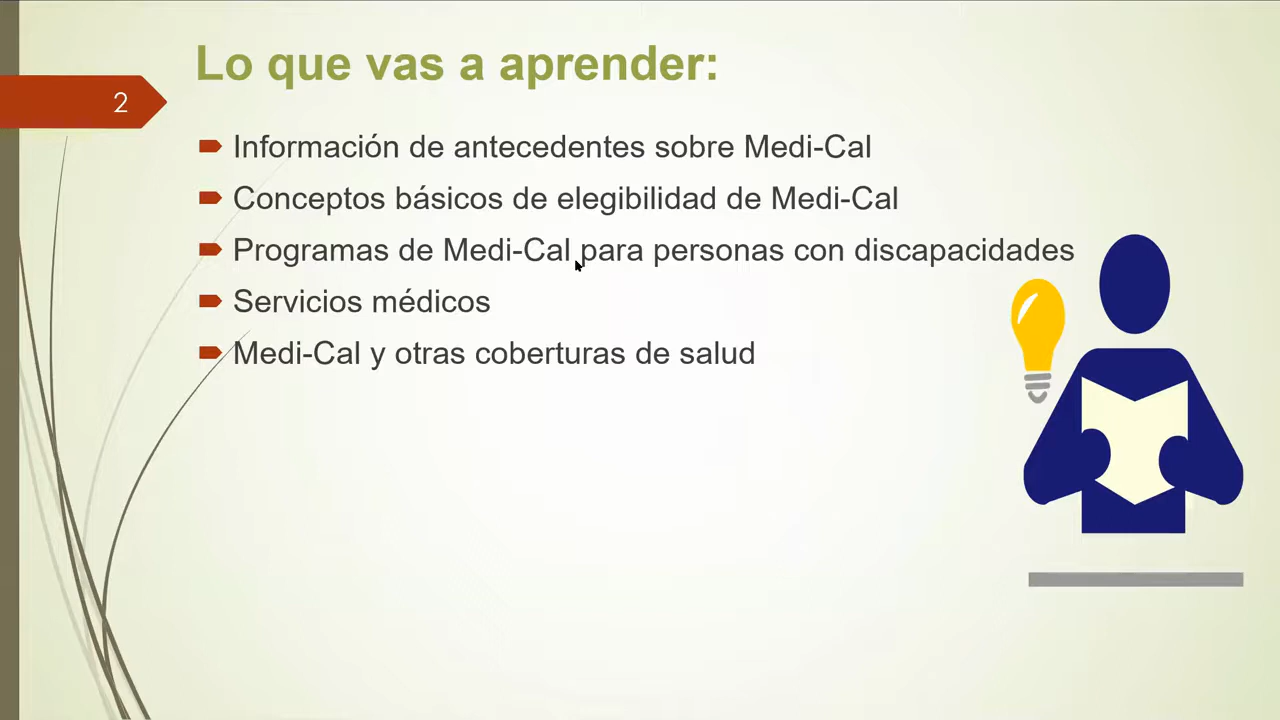 Lo que vas a aprender:
2
Información de antecedentes sobre Medi-Cal
Conceptos básicos de elegibilidad de Medi-Cal
Programas de Medi-Cal para personas con discapacidades
Servicios médicos
Medi-Cal y otras coberturas de salud